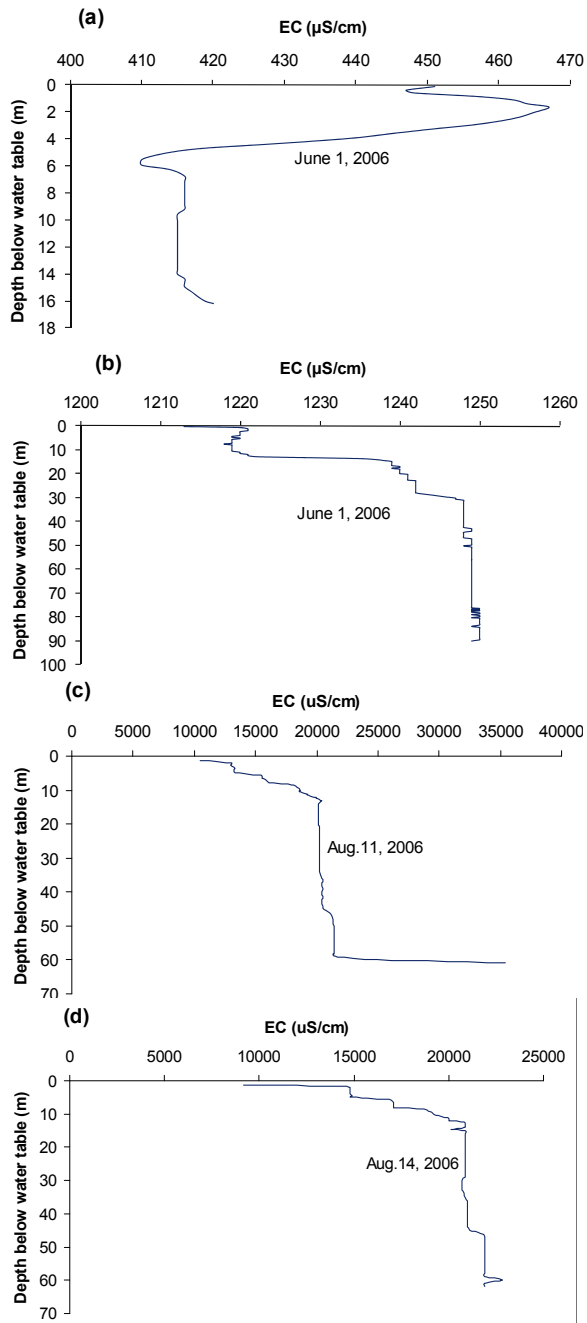 (a)
EC (µS/cm)
400 410 420 430 440 450 460 470
Depth below water table (m)
0
2
4
6
8
10
12
14
16
18
June 1, 2006
(b)
EC (µS/cm)
1200 1210 1220 1230 1240 1250 1260
Depth below water table (m)
0
10
20
30
40
50
60
70
80
90
100
June 1, 2006
(c)
EC (uS/cm)
0 5000 10000 15000 20000 25000 30000 35000 40000
Depth below water table (m)
0
10
20
30
40
50
60
70
Aug.11, 2006
(d)
EC (uS/cm)
0 5000 10000 15000 20000 25000
Depth below water table (m)
0
10
20
30
40
50
60
70
Aug.14, 2006